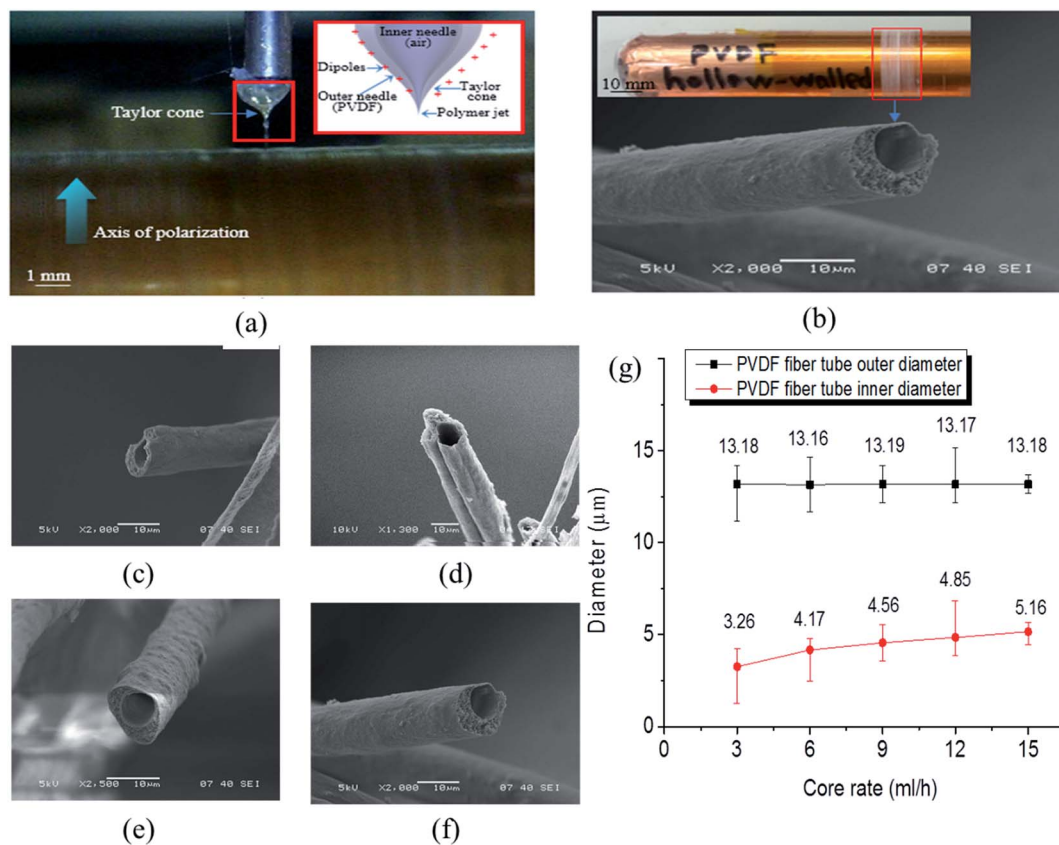 Inner needle
(air)
Dipoles
Outer needle
(PVDF)
Taylor
cone
Polymer jet
Taylor cone
Axis of polarization
1 mm
(a)
PVDF
hollow-walled
10 mm
5kV X2,000 10µm 07 40 SEI
(b)
5kV X2,000 10µm 07 40 SEI
(c)
10kV X1,300 10µm SEI
(d)
5kV X2,500 10µm 07 40 SEI
(e)
5kV X2,000 10µm 07 40 SEI
(f)
(g)
PVDF fiber tube outer diameter
PVDF fiber tube inner diameter
13.18 13.16 13.19 13.17 13.18
3.26 4.17 4.56 4.85 5.16
15
10
5
0
Diameter (µm)
0 3 6 9 12 15
Core rate (ml/h)